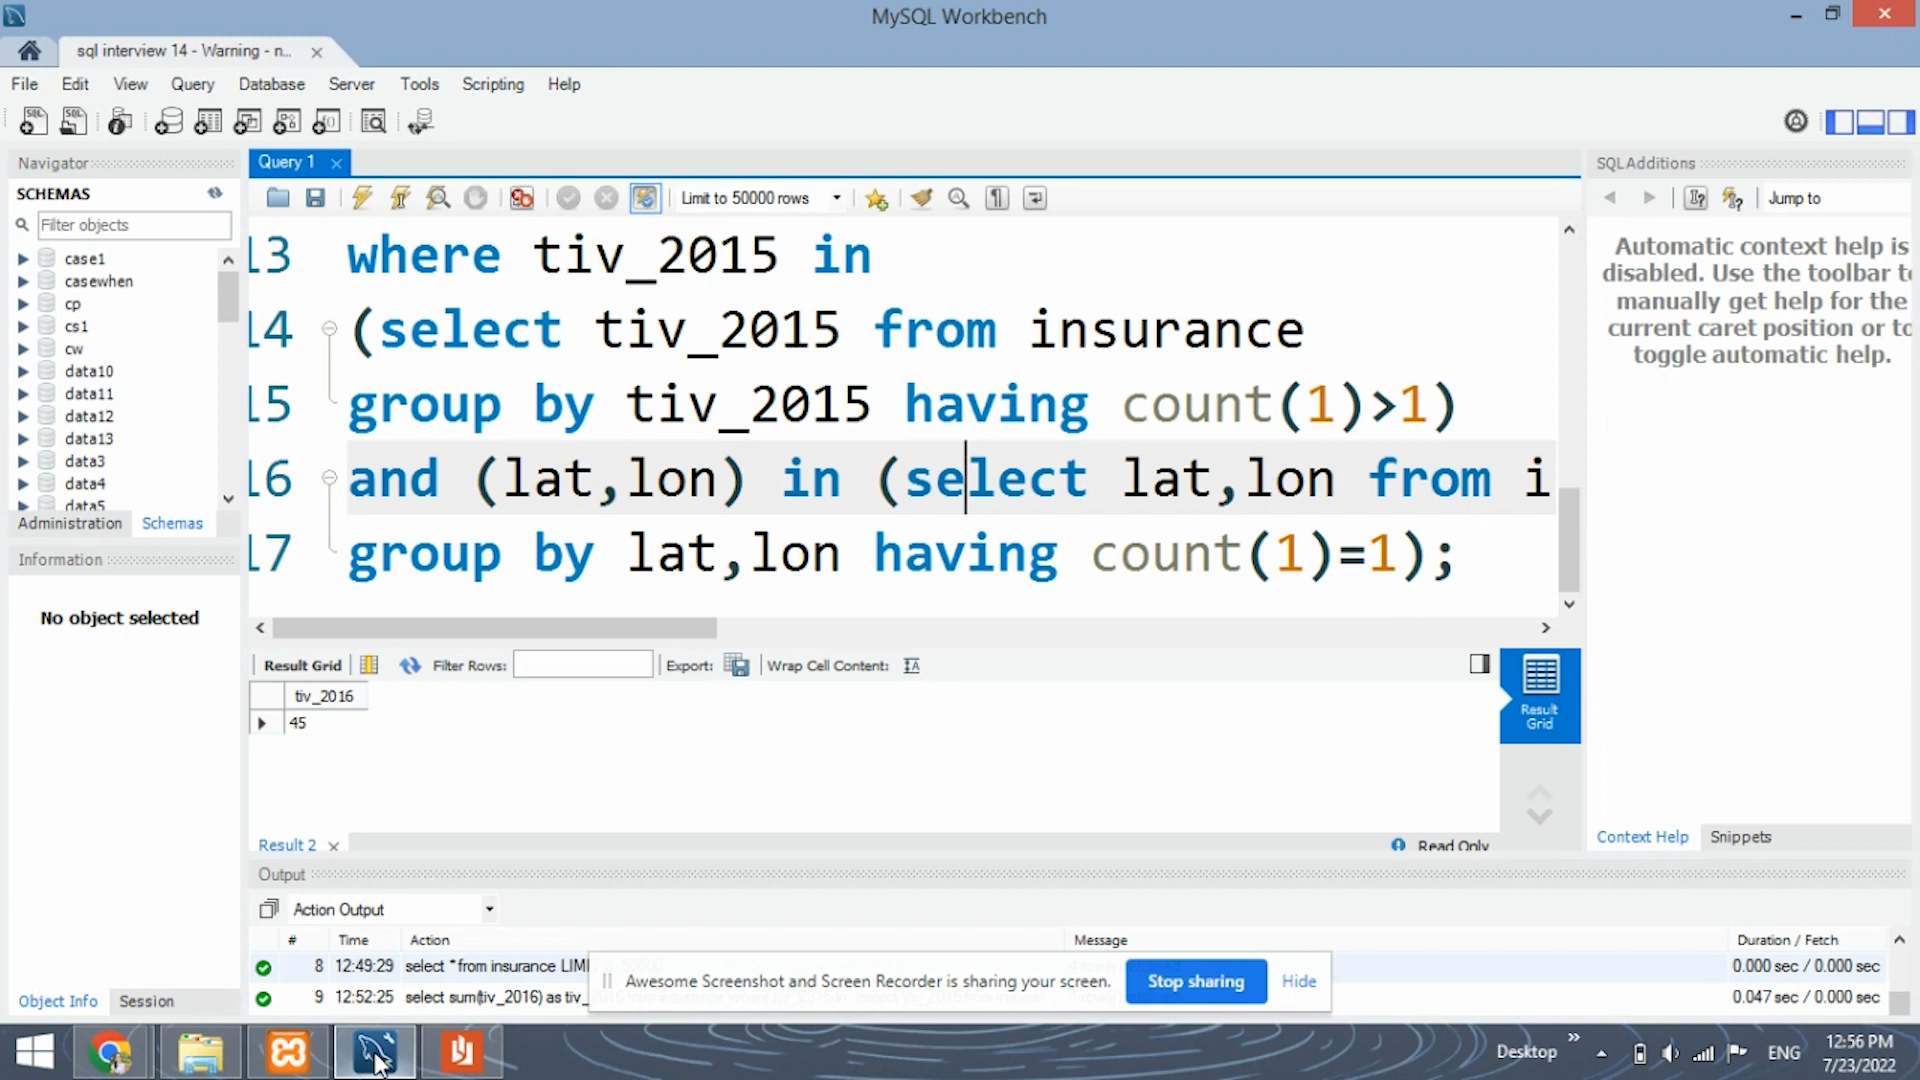 MySQL Workbench
sql interview 14 - Warning - n...
File Edit View Query Database Server Tools Scripting Help
Navigator
SCHEMAS
Filter objects
case1
casewhen
cp
cs1
cw
data10
data11
data12
data13
data3
data4
data5
Administration Schemas
Information
No object selected
Object Info Session
Query 1
Limit to 50000 rows
13 where tiv_2015 in
14 (select tiv_2015 from insurance
15 group by tiv_2015 having count(1)>1)
16 and (lat,lon) in (select lat,lon from i
17 group by lat,lon having count(1)=1);
Result Grid Filter Rows: Export: Wrap Cell Content:
tiv_2016
45
Result
Grid
Result 2 Read Only
SQLAdditions
Jump to
Automatic context help is
disabled. Use the toolbar to
manually get help for the
current caret position or to
toggle automatic help.
Context Help Snippets
Output
Action Output
# Time Action Message Duration / Fetch
8 12:49:29 select * from insurance LIMI 0.000 sec / 0.000 sec
9 12:52:25 select sum(tiv_2016) as tiv_ 0.047 sec / 0.000 sec
Awesome Screenshot and Screen Recorder is sharing your screen. Stop sharing Hide
Desktop ENG 12:56 PM
7/23/2022